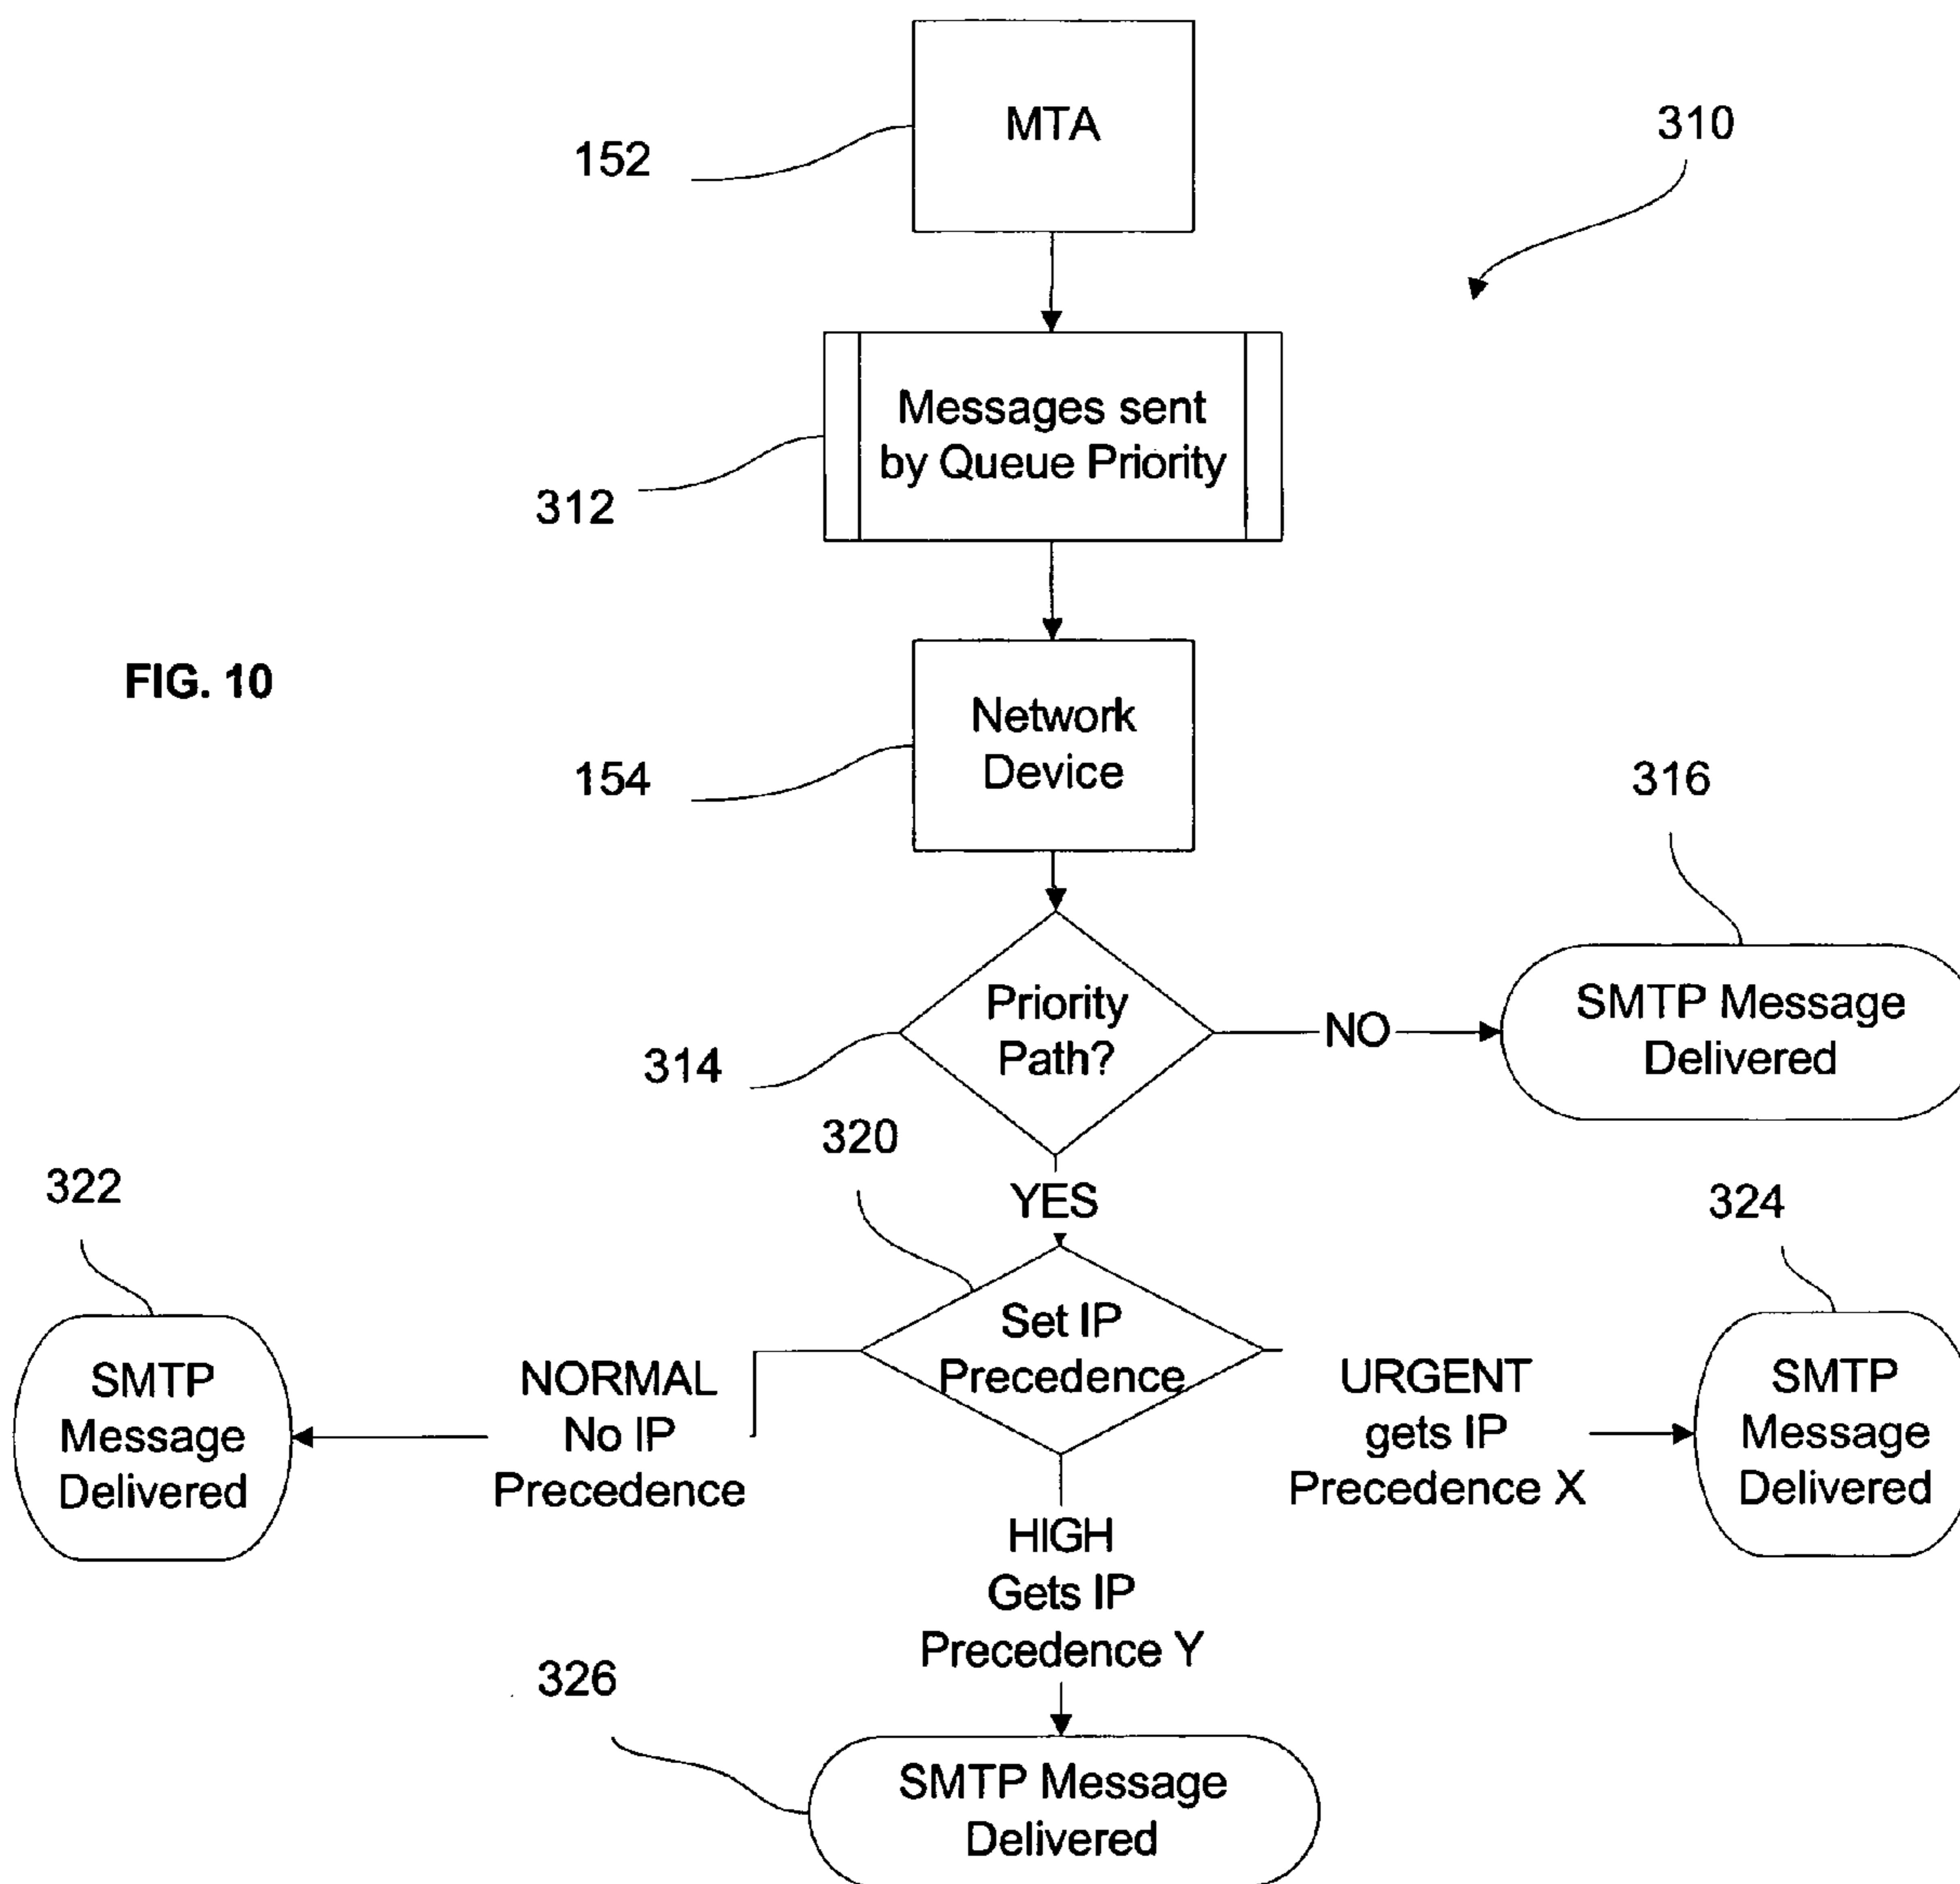 MTA
152
310
Messages sent
by Queue Priority
312
FIG. 10
Network
Device
154
316
Priority
Path?
314
NO
SMTP Message
Delivered
320
322
YES
324
Set IP
Precedence
SMTP
Message
Delivered
NORMAL
No IP
Precedence
URGENT
gets IP
Precedence X
SMTP
Message
Delivered
HIGH
Gets IP
Precedence Y
326
SMTP Message
Delivered